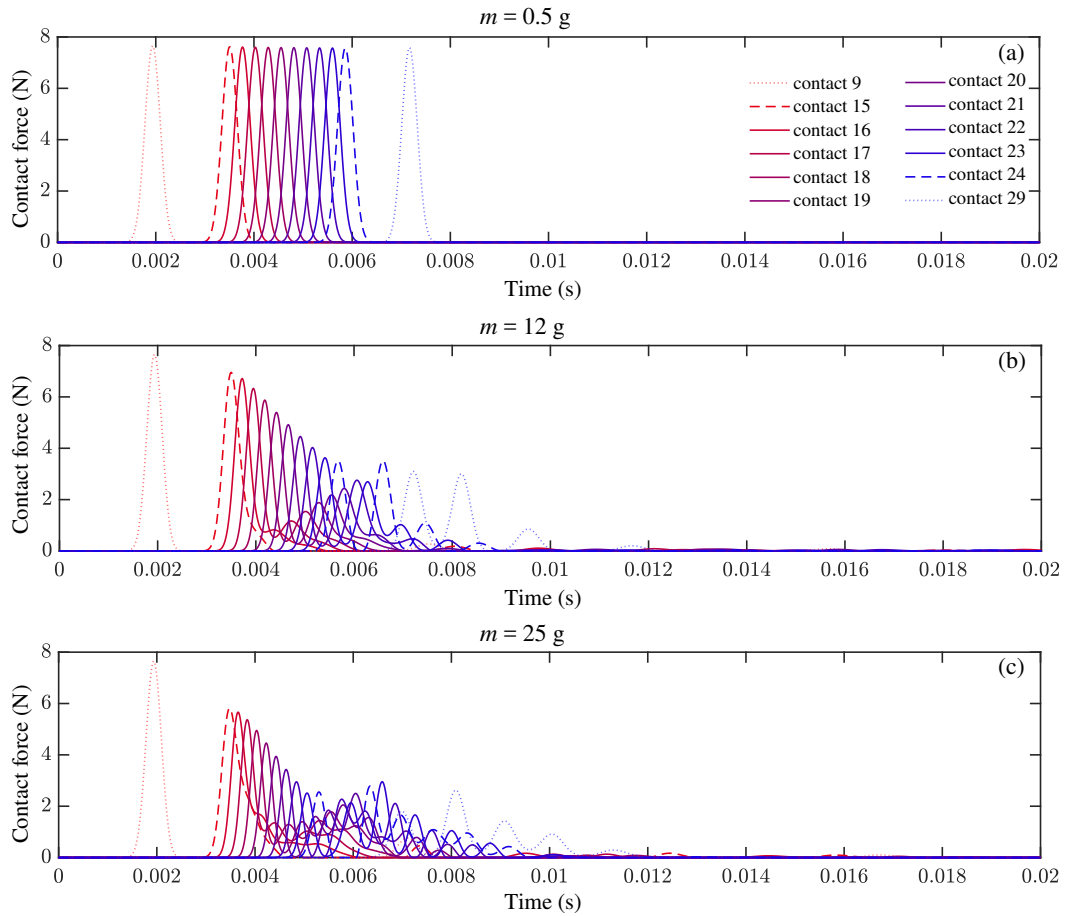 m = 0.5 g
(a)
Contact force (N)
8
6
4
2
0
contact 9
contact 15
contact 16
contact 17
contact 18
contact 19
contact 20
contact 21
contact 22
contact 23
contact 24
contact 29
0 0.002 0.004 0.006 0.008 0.01 0.012 0.014 0.016 0.018 0.02
Time (s)
m = 12 g
(b)
Contact force (N)
8
6
4
2
0
0 0.002 0.004 0.006 0.008 0.01 0.012 0.014 0.016 0.018 0.02
Time (s)
m = 25 g
(c)
Contact force (N)
8
6
4
2
0
0 0.002 0.004 0.006 0.008 0.01 0.012 0.014 0.016 0.018 0.02
Time (s)